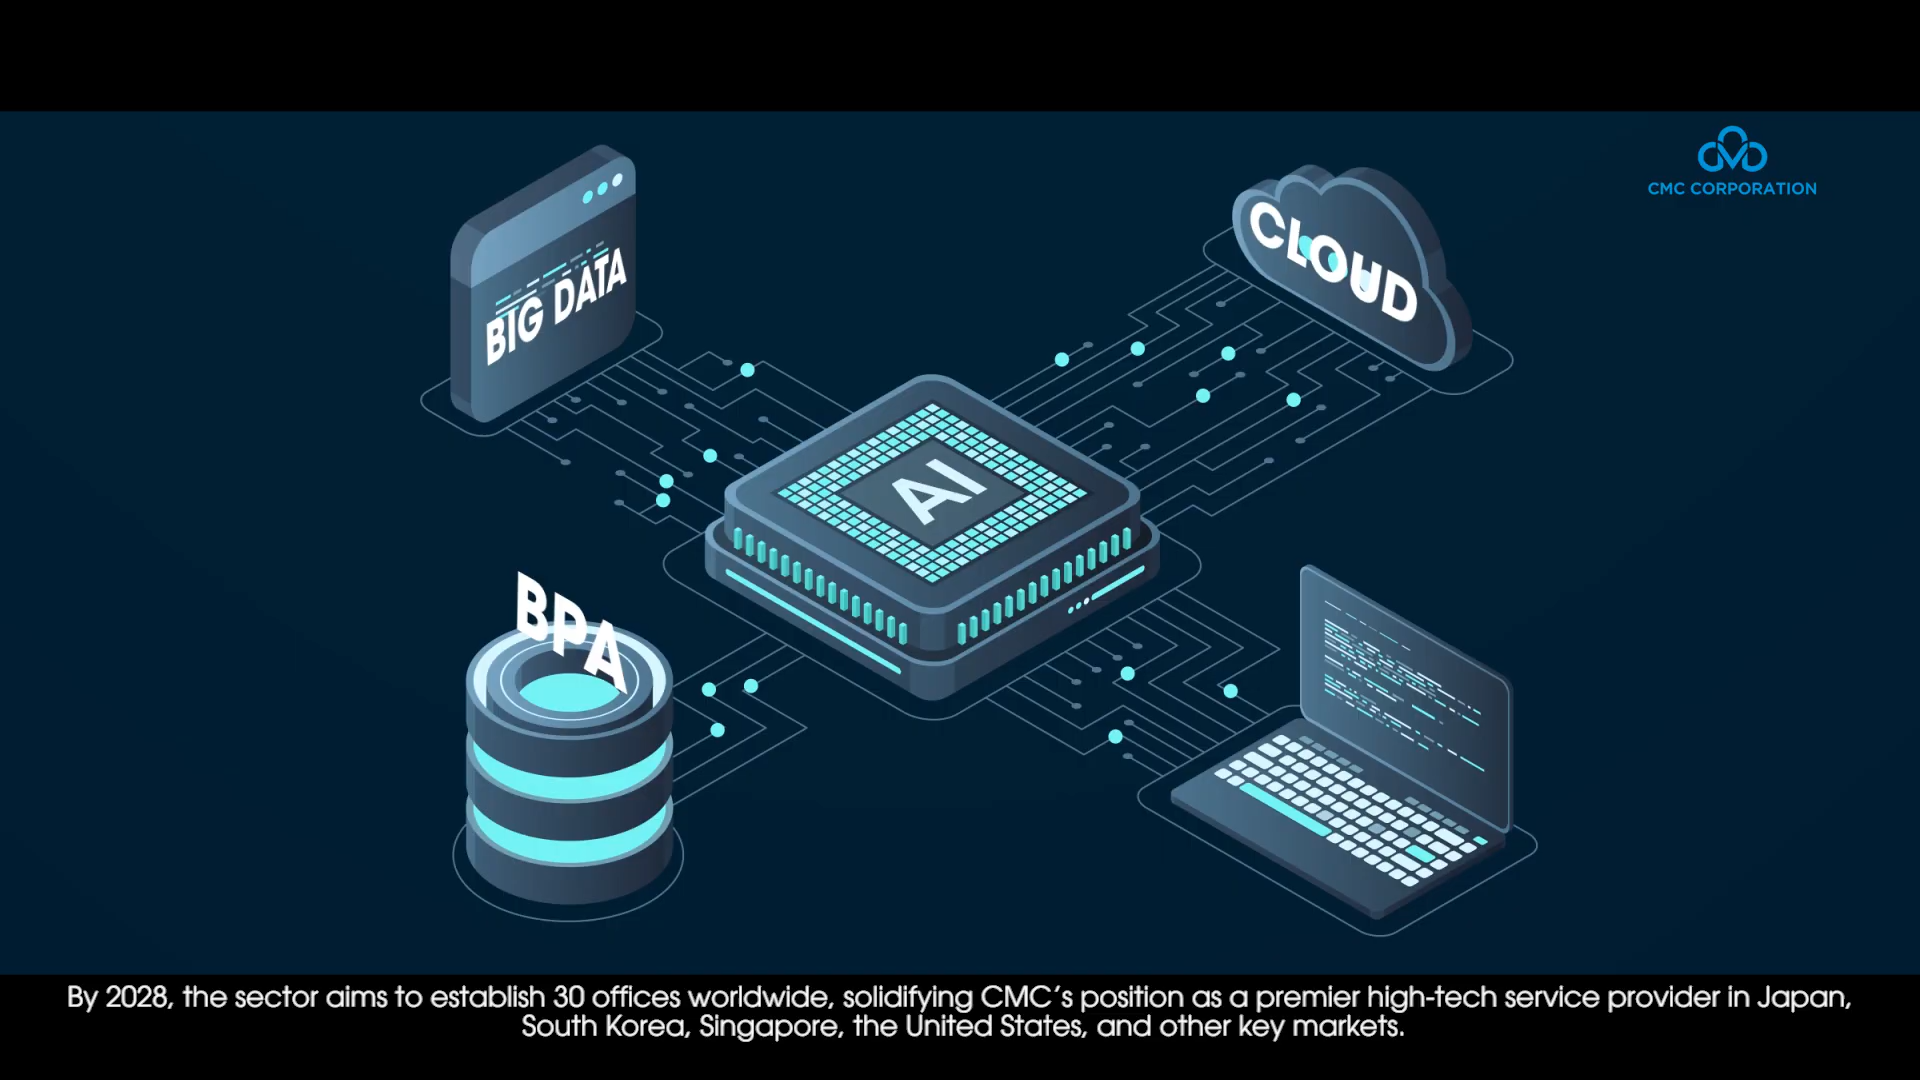 CMC CORPORATION
BIG DATA
CLOUD
AI
BPA
By 2028, the sector aims to establish 30 offices worldwide, solidifying CMC's position as a premier high-tech service provider in Japan,
South Korea, Singapore, the United States, and other key markets.